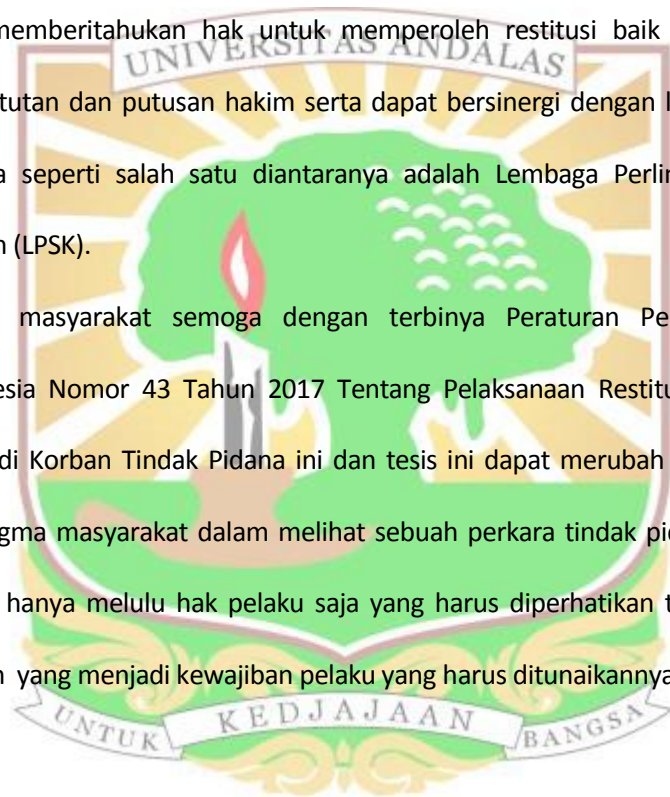 memberitahukan hak untuk memperoleh restitusi baik
UNIVERSITAS ANDALAS
tutan dan putusan hakim serta dapat bersinergi dengan l
a seperti salah satu diantaranya adalah Lembaga Perlin
n (LPSK).
masyarakat semoga dengan terbinya Peraturan Pe
esia Nomor 43 Tahun 2017 Tentang Pelaksanaan Restitu
di Korban Tindak Pidana ini dan tesis ini dapat merubah
gma masyarakat dalam melihat sebuah perkara tindak pid
hanya melulu hak pelaku saja yang harus diperhatikan t
n yang menjadi kewajiban pelaku yang harus ditunaikannya
UNTUK KEDJAJAAN BANGSA